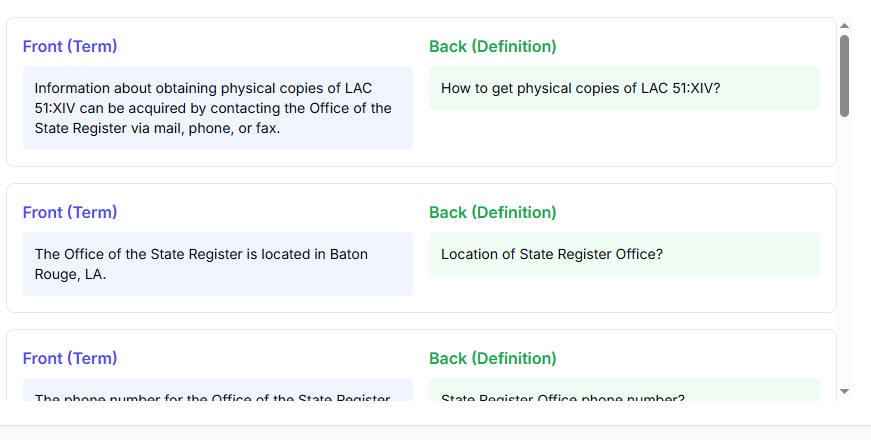 Front (Term)
Back (Definition)
Information about obtaining physical copies of LAC
51:XIV can be acquired by contacting the Office of the
State Register via mail, phone, or fax.
How to get physical copies of LAC 51:XIV?
Front (Term)
Back (Definition)
The Office of the State Register is located in Baton
Rouge, LA.
Location of State Register Office?
Front (Term)
Back (Definition)
The phone number for the Office of the State Register
State Register Office phone number?